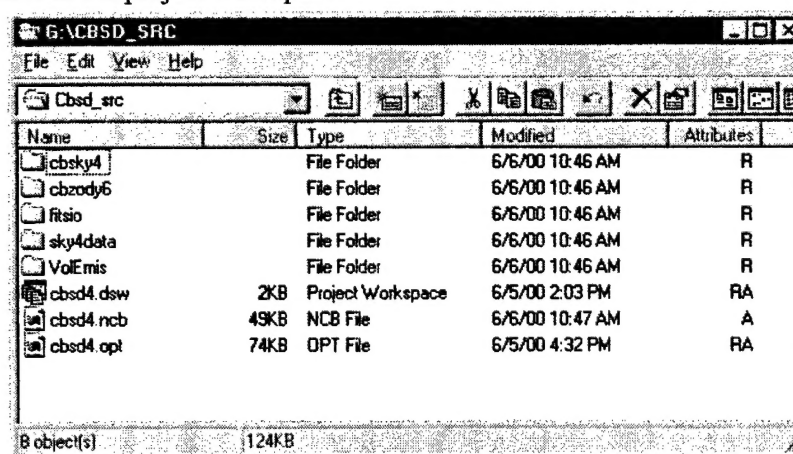 G:\CBSD_SRC
File Edit View Help
Cbsd_src
Name Size Type Modified Attributes
cbsky4 File Folder 6/6/00 10:46 AM R
cbzody6 File Folder 6/6/00 10:46 AM R
fitsio File Folder 6/6/00 10:46 AM R
sky4data File Folder 6/6/00 10:46 AM R
VolEmis File Folder 6/6/00 10:46 AM R
cbsd4.dsw 2KB Project Workspace 6/5/00 2:03 PM RA
cbsd4.ncb 49KB NCB File 6/6/00 10:47 AM A
cbsd4.opt 74KB OPT File 6/5/00 4:32 PM RA
8 object(s) 124KB